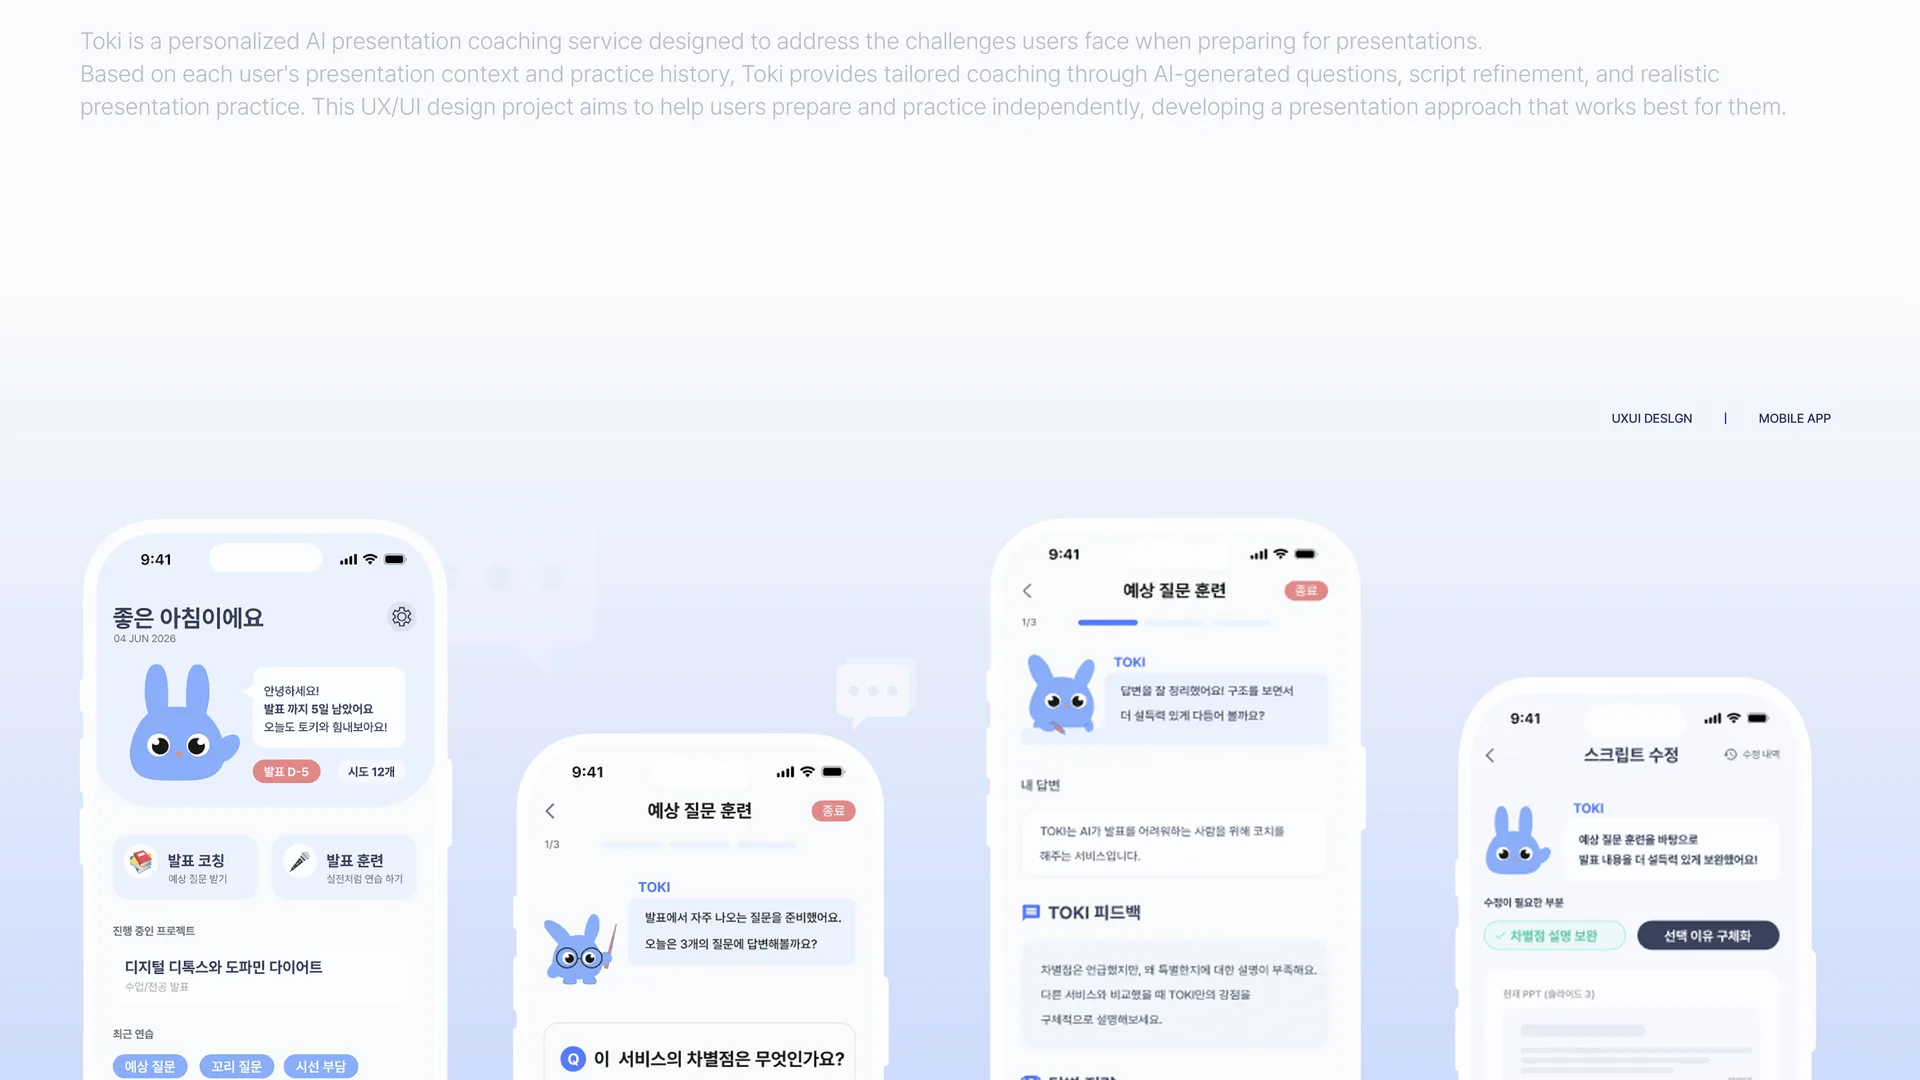 Toki is a personalized AI presentation coaching service designed to address the challenges users face when preparing for presentations.
Based on each user's presentation context and practice history, Toki provides tailored coaching through AI-generated questions, script refinement, and realistic
presentation practice. This UX/UI design project aims to help users prepare and practice independently, developing a presentation approach that works best for them.
UXUI DESLGN | MOBILE APP
9:41
좋은 아침이에요
04 JUN 2026
안녕하세요!
발표 까지 5일 남았어요
오늘도 토키와 힘내보아요!
발표 D-5
시도 12개
발표 코칭
예상 질문 받기
발표 훈련
실전처럼 연습 하기
진행 중인 프로젝트
디지털 디톡스와 도파민 다이어트
수업/전공 발표
최근 연습
예상 질문
꼬리 질문
시선 부담
9:41
예상 질문 훈련
종료
1/3
TOKI
발표에서 자주 나오는 질문을 준비했어요.
오늘은 3개의 질문에 답변해볼까요?
Q 이 서비스의 차별점은 무엇인가요?
9:41
예상 질문 훈련
종료
1/3
TOKI
답변을 잘 정리했어요! 구조를 보면서
더 설득력 있게 다듬어 볼까요?
내 답변
TOKI는 AI가 발표를 어려워하는 사람을 위해 코치를
해주는 서비스입니다.
TOKI 피드백
차별점은 언급했지만, 왜 특별한지에 대한 설명이 부족해요.
다른 서비스와 비교했을 때 TOKI만의 강점을
구체적으로 설명해보세요.
9:41
스크립트 수정
수정 내역
TOKI
예상 질문 훈련을 바탕으로
발표 내용을 더 설득력 있게 보완했어요!
수정이 필요한 부분
차별점 설명 보완
선택 이유 구체화
현재 PPT (슬라이드 3)